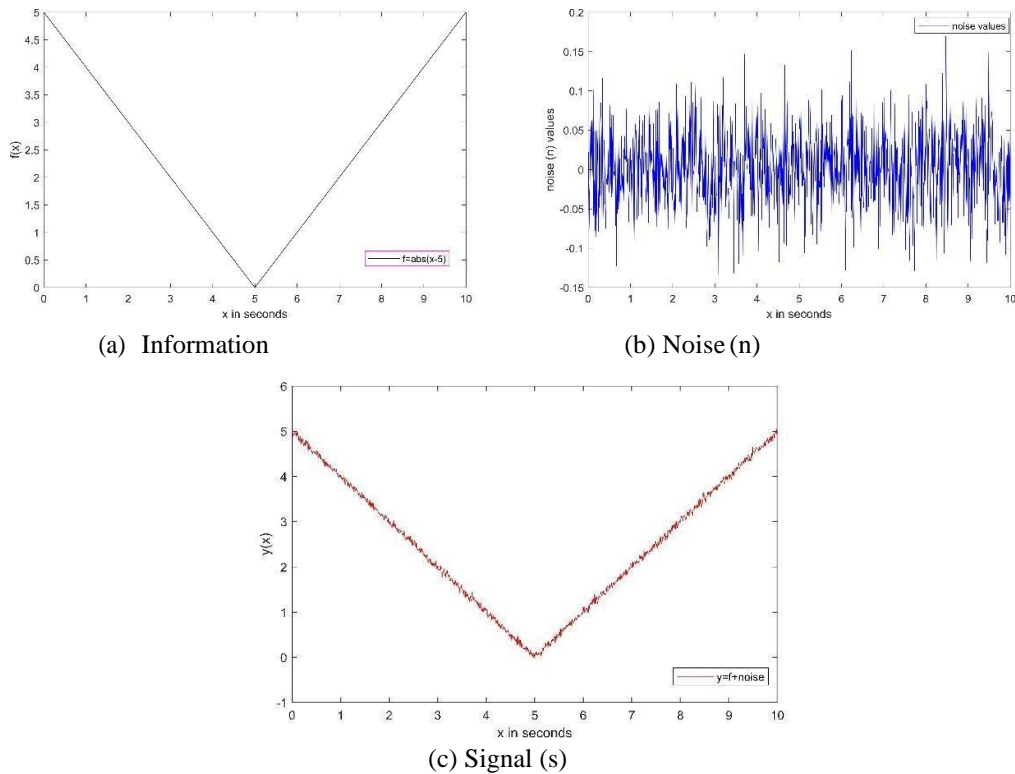 5
4.5
4
3.5
3
2.5
2
1.5
1
0.5
0
f(x)
f=abs(x-5)
0 1 2 3 4 5 6 7 8 9 10
x in seconds
(a) Information
0.2
0.15
0.1
0.05
0
-0.05
-0.1
-0.15
noise (n) values
noise values
0 1 2 3 4 5 6 7 8 9 10
x in seconds
(b) Noise (n)
6
5
4
3
2
1
0
-1
y(x)
y=f+noise
0 1 2 3 4 5 6 7 8 9 10
x in seconds
(c) Signal (s)